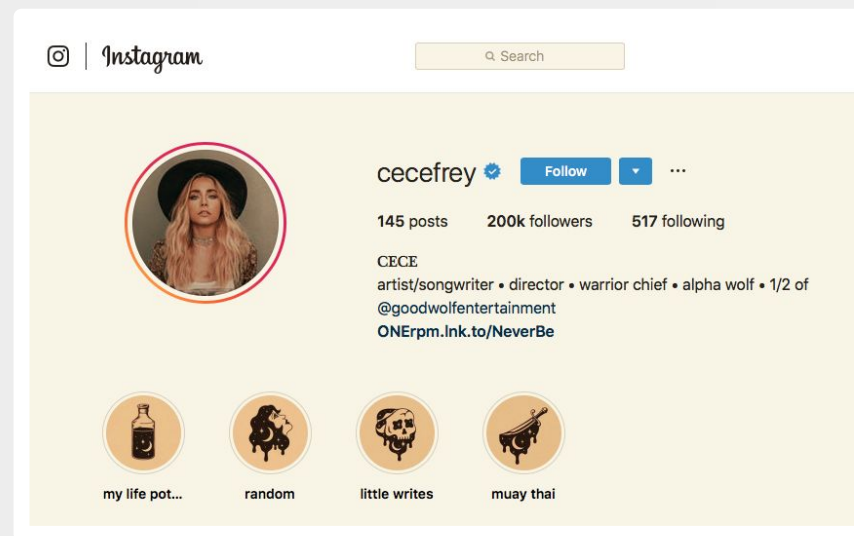 Instagram
Search
cecefrey Follow ...
145 posts 200k followers 517 following
CECE
artist/songwriter • director • warrior chief • alpha wolf • 1/2 of
@goodwolfentertainment
ONErpm.lnk.to/NeverBe
my life pot... random little writes muay thai